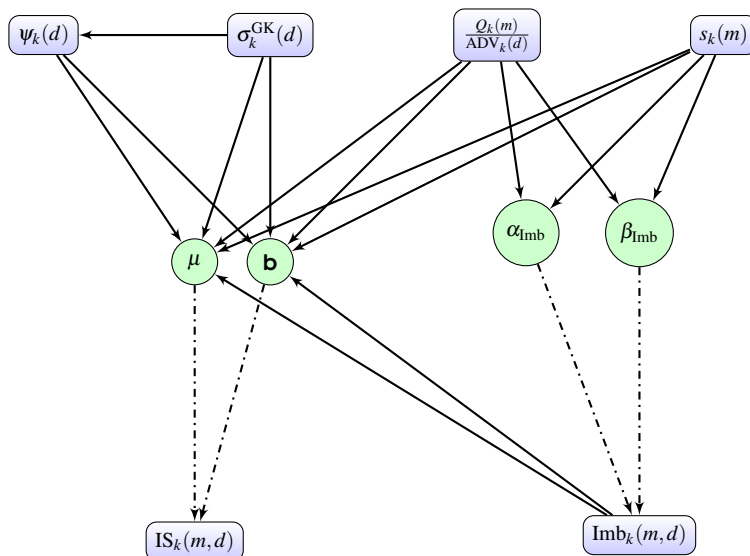 ψ_k(d)
σ_k^GK(d)
Q_k(m)
ADV_k(d)
s_k(m)
μ
b
α_Imb
β_Imb
IS_k(m, d)
Imb_k(m, d)